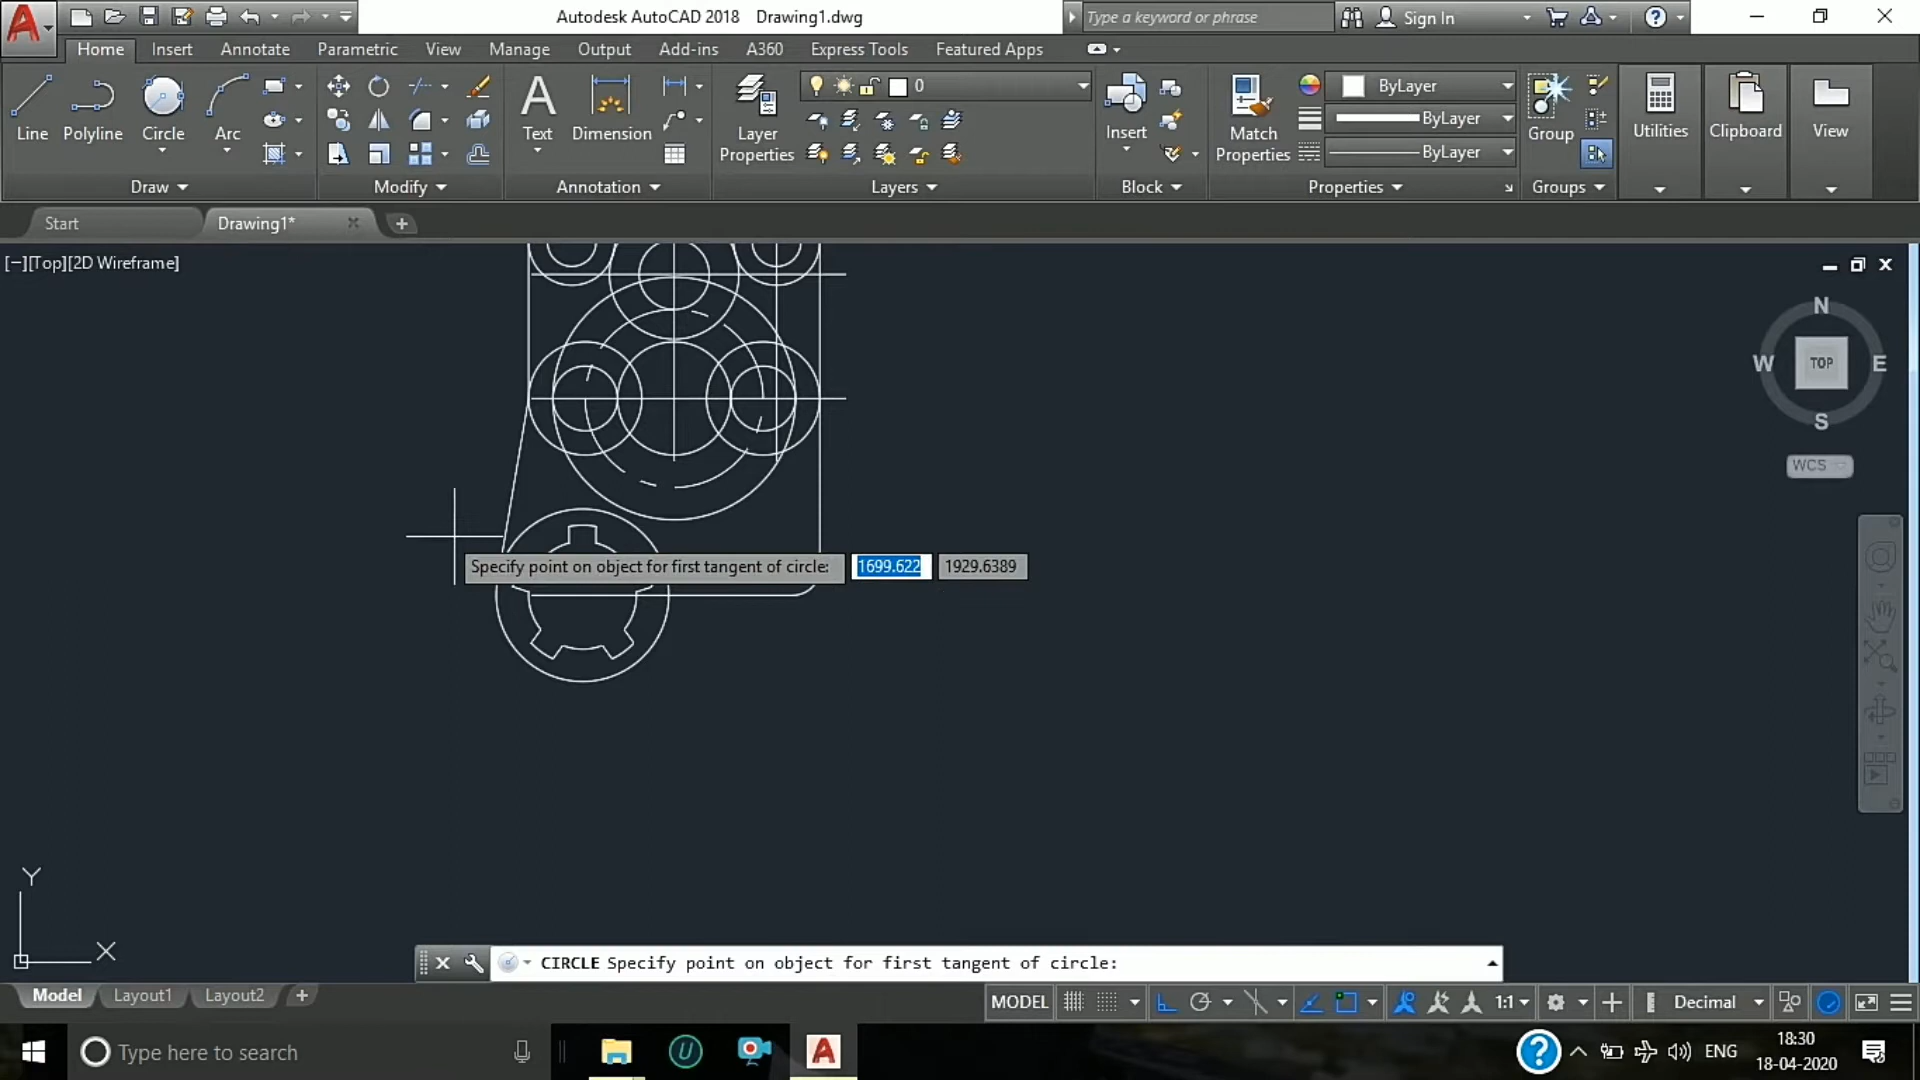 Autodesk AutoCAD 2018 Drawing1.dwg
Type a keyword or phrase
Sign In
Home Insert Annotate Parametric View Manage Output Add-ins A360 Express Tools Featured Apps
0
ByLayer
ByLayer
ByLayer
Line Polyline Circle Arc
Text Dimension
Layer
Properties
Insert
Match
Properties
Group
Utilities
Clipboard
View
Draw
Modify
Annotation
Layers
Block
Properties
Groups
Start
Drawing1*
[−][Top][2D Wireframe]
N
W TOP E
S
WCS
Specify point on object for first tangent of circle: 1699.622 1929.6389
Y
X
CIRCLE Specify point on object for first tangent of circle:
Model Layout1 Layout2
MODEL
1:1
Decimal
Type here to search
ENG
18:30
18-04-2020